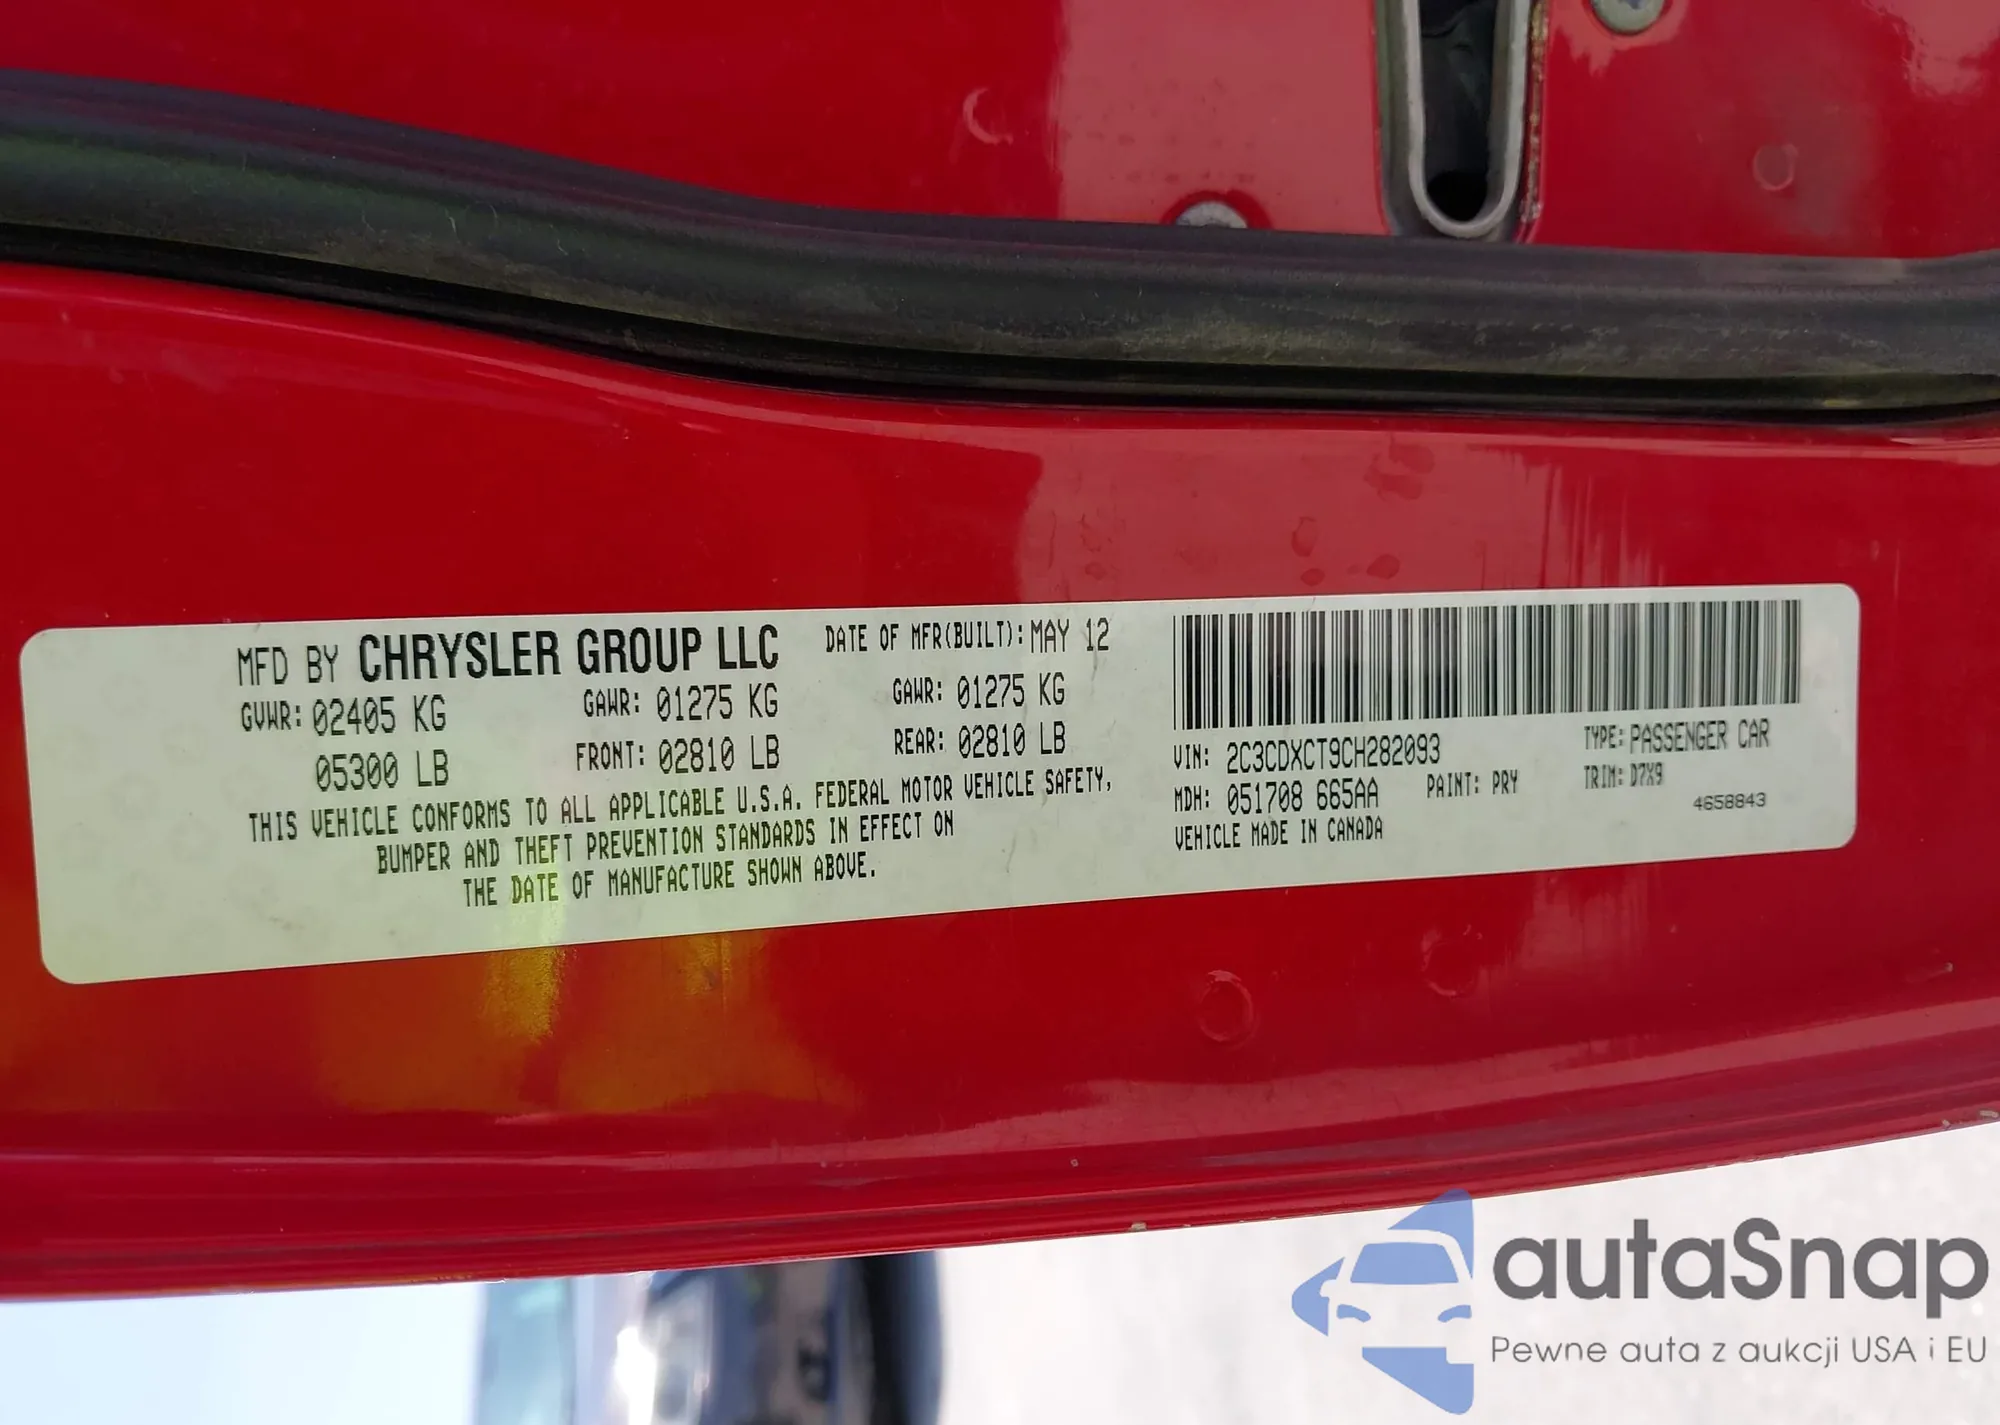 MFD BY CHRYSLER GROUP LLC DATE OF MFR(BUILT): MAY 12
GVWR: 02405 KG GAWR: 01275 KG GAWR: 01275 KG
05300 LB FRONT: 02810 LB REAR: 02810 LB
THIS VEHICLE CONFORMS TO ALL APPLICABLE U.S.A. FEDERAL MOTOR VEHICLE SAFETY,
BUMPER AND THEFT PREVENTION STANDARDS IN EFFECT ON
THE DATE OF MANUFACTURE SHOWN ABOVE.
VIN: 2C3CDXCT9CH282093 TYPE: PASSENGER CAR
MDH: 051708 665AA PAINT: PRY TRIM: D7X9
VEHICLE MADE IN CANADA 4658843
autaSnap
Pewne auta z aukcji USA i EU